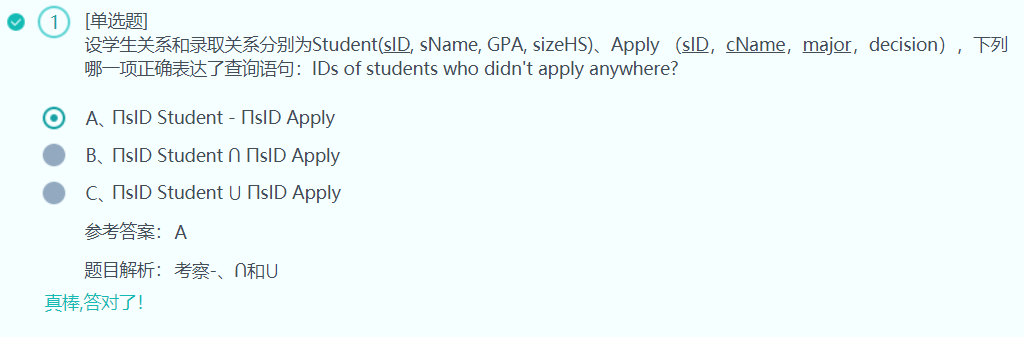 1 [单选题]
设学生关系和录取关系分别为Student(sID, sName, GPA, sizeHS)、Apply （sID，cName，major，decision），下列
哪一项正确表达了查询语句：IDs of students who didn't apply anywhere?
A、ΠsID Student - ΠsID Apply
B、ΠsID Student ∩ ΠsID Apply
C、ΠsID Student ∪ ΠsID Apply
参考答案：A
题目解析：考察-、∩和∪
真棒,答对了!